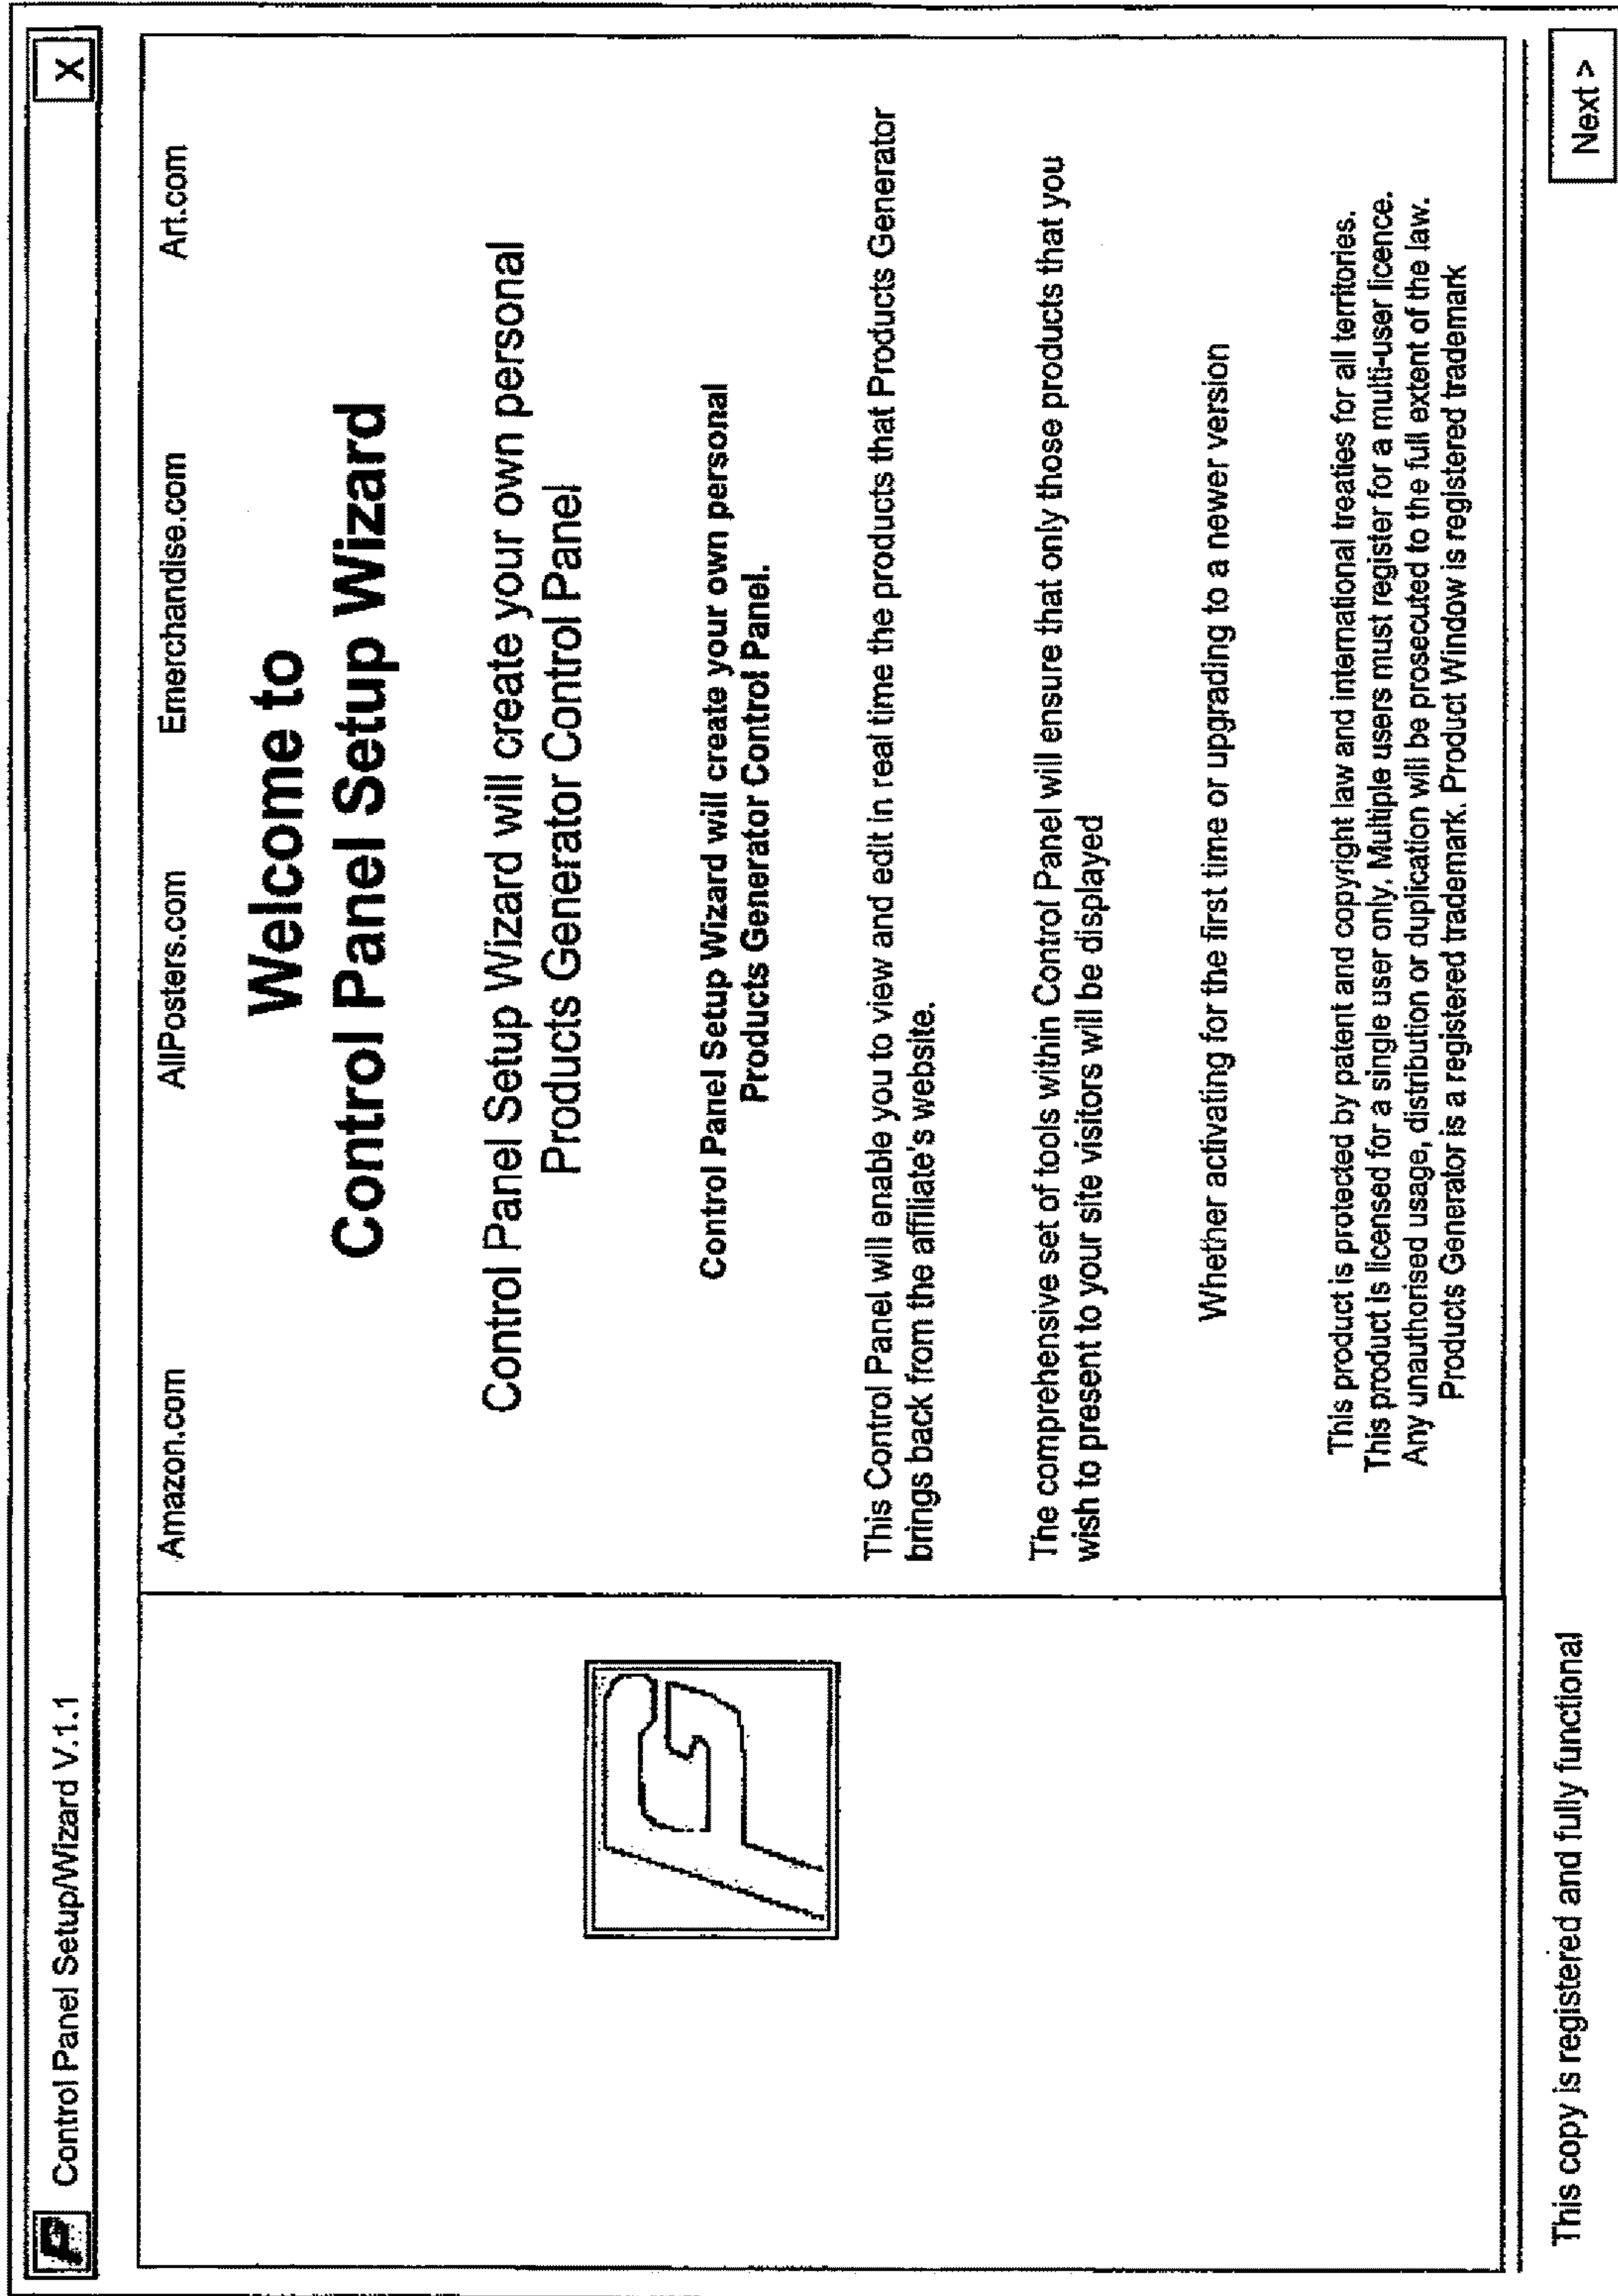 Control Panel Setup/Wizard V.1.1
X
Amazon.com AllPosters.com Emerchandise.com Art.com
Welcome to
Control Panel Setup Wizard
Control Panel Setup Wizard will create your own personal
Products Generator Control Panel
Control Panel Setup Wizard will create your own personal
Products Generator Control Panel.
This Control Panel will enable you to view and edit in real time the products that Products Generator
brings back from the affiliate's website.
The comprehensive set of tools within Control Panel will ensure that only those products that you
wish to present to your site visitors will be displayed
Whether activating for the first time or upgrading to a newer version
This product is protected by patent and copyright law and international treaties for all territories.
This product is licensed for a single user only. Multiple users must register for a multi-user licence.
Any unauthorised usage, distribution or duplication will be prosecuted to the full extent of the law.
Products Generator is a registered trademark. Product Window is registered trademark
This copy is registered and fully functional
Next >